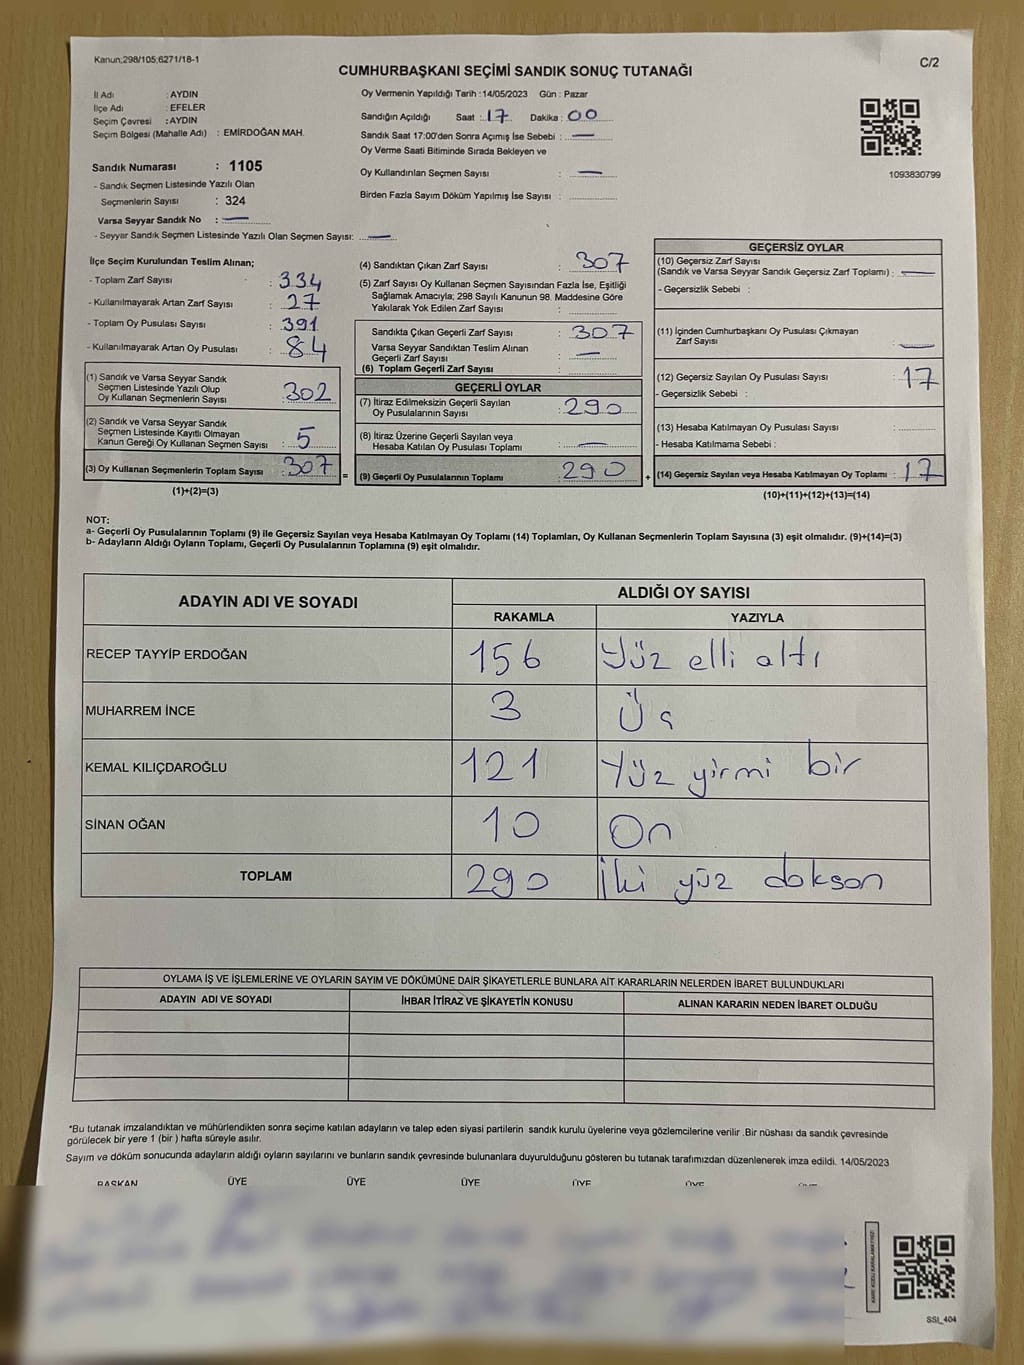 Kanun;298/105,6271/18-1
C/2
CUMHURBAŞKANI SEÇİMİ SANDIK SONUÇ TUTANAĞI
İl Adı : AYDIN
İlçe Adı : EFELER
Seçim Çevresi : AYDIN
Seçim Bölgesi (Mahalle Adı) : EMİRDOĞAN MAH.
Sandık Numarası : 1105
- Sandık Seçmen Listesinde Yazılı Olan
Seçmenlerin Sayısı : 324
Varsa Seyyar Sandık No : —
- Seyyar Sandık Seçmen Listesinde Yazılı Olan Seçmen Sayısı: —
Oy Vermenin Yapıldığı Tarih :14/05/2023 Gün : Pazar
Sandığın Açıldığı Saat : 17 Dakika : 00
Sandık Saat 17:00'den Sonra Açımış İse Sebebi : —
Oy Verme Saati Bitiminde Sırada Bekleyen ve
Oy Kullandırılan Seçmen Sayısı : —
Birden Fazla Sayım Döküm Yapılmış İse Sayısı :
1093830799
İlçe Seçim Kurulundan Teslim Alınan;
- Toplam Zarf Sayısı : 334
- Kullanılmayarak Artan Zarf Sayısı : 27
- Toplam Oy Pusulası Sayısı : 391
- Kullanılmayarak Artan Oy Pusulası : 84
(1) Sandık ve Varsa Seyyar Sandık
Seçmen Listesinde Yazılı Olup
Oy Kullanan Seçmenlerin Sayısı : 302
(2) Sandık ve Varsa Seyyar Sandık
Seçmen Listesinde Kayıtlı Olmayan
Kanun Gereği Oy Kullanan Seçmen Sayısı : 5
(3) Oy Kullanan Seçmenlerin Toplam Sayısı : 307 =
(1)+(2)=(3)
(4) Sandıktan Çıkan Zarf Sayısı : 307
(5) Zarf Sayısı Oy Kullanan Seçmen Sayısından Fazla İse, Eşitliği
Sağlamak Amacıyla; 298 Sayılı Kanunun 98. Maddesine Göre
Yakılarak Yok Edilen Zarf Sayısı :
Sandıkta Çıkan Geçerli Zarf Sayısı : 307
Varsa Seyyar Sandıktan Teslim Alınan
Geçerli Zarf Sayısı : —
(6) Toplam Geçerli Zarf Sayısı :
GEÇERLİ OYLAR
(7) İtiraz Edilmeksizin Geçerli Sayılan
Oy Pusulalarının Sayısı : 290
(8) İtiraz Üzerine Geçerli Sayılan veya
Hesaba Katılan Oy Pusulası Toplamı : —
(9) Geçerli Oy Pusulalarının Toplamı : 290 +
GEÇERSİZ OYLAR
(10) Geçersiz Zarf Sayısı
(Sandık ve Varsa Seyyar Sandık Geçersiz Zarf Toplamı) : —
- Geçersizlik Sebebi :
(11) İçinden Cumhurbaşkanı Oy Pusulası Çıkmayan
Zarf Sayısı : —
(12) Geçersiz Sayılan Oy Pusulası Sayısı : 17
- Geçersizlik Sebebi :
(13) Hesaba Katılmayan Oy Pusulası Sayısı :
- Hesaba Katılmama Sebebi :
(14) Geçersiz Sayılan veya Hesaba Katılmayan Oy Toplamı : 17
(10)+(11)+(12)+(13)=(14)
NOT:
a- Geçerli Oy Pusulalarının Toplamı (9) ile Geçersiz Sayılan veya Hesaba Katılmayan Oy Toplamı (14) Toplamları, Oy Kullanan Seçmenlerin Toplam Sayısına (3) eşit olmalıdır. (9)+(14)=(3)
b- Adayların Aldığı Oyların Toplamı, Geçerli Oy Pusulalarının Toplamına (9) eşit olmalıdır.
ADAYIN ADI VE SOYADI
ALDIĞI OY SAYISI
RAKAMLA YAZIYLA
RECEP TAYYİP ERDOĞAN 156 Yüz elli altı
MUHARREM İNCE 3 Üç
KEMAL KILIÇDAROĞLU 121 Yüz yirmi bir
SİNAN OĞAN 10 On
TOPLAM 290 İki yüz doksan
OYLAMA İŞ VE İŞLEMLERİNE VE OYLARIN SAYIM VE DÖKÜMÜNE DAİR ŞİKAYETLERLE BUNLARA AİT KARARLARIN NELERDEN İBARET BULUNDUKLARI
ADAYIN ADI VE SOYADI İHBAR İTİRAZ VE ŞİKAYETİN KONUSU ALINAN KARARIN NEDEN İBARET OLDUĞU
*Bu tutanak imzalandıktan ve mühürlendikten sonra seçime katılan adayların ve talep eden siyasi partilerin sandık kurulu üyelerine veya gözlemcilerine verilir .Bir nüshası da sandık çevresinde
görülecek bir yere 1 (bir ) hafta süreyle asılır.
Sayım ve döküm sonucunda adayların aldığı oyların sayılarını ve bunların sandık çevresinde bulunanlara duyurulduğunu gösteren bu tutanak tarafımızdan düzenlenerek imza edildi. 14/05/2023
BAŞKAN ÜYE ÜYE ÜYE ÜYE ÜYE
KARE KODU KARALAMAYINIZ!
SSI_404